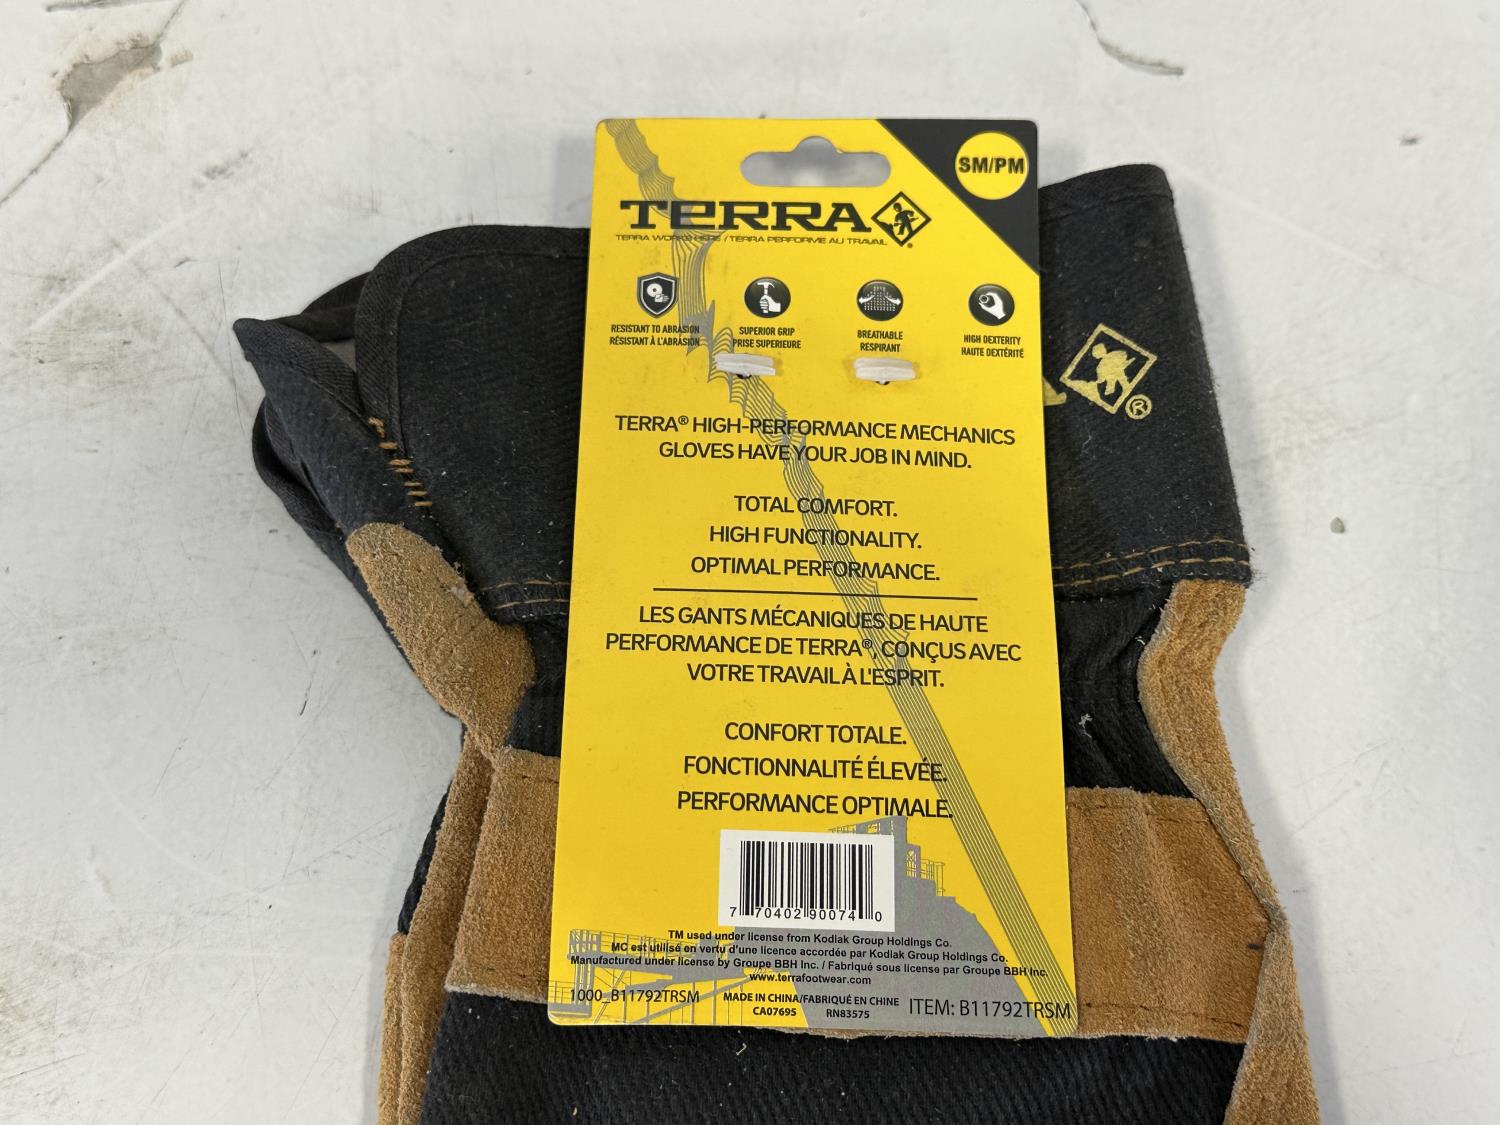 SM/PM
TERRA
TERRA WORKS HERE / TERRA PERFORME AU TRAVAIL
RESISTANT TO ABRASION
RÉSISTANT À L'ABRASION
SUPERIOR GRIP
PRISE SUPERIEURE
BREATHABLE
RESPIRANT
HIGH DEXTERITY
HAUTE DEXTÉRITÉ
TERRA® HIGH-PERFORMANCE MECHANICS
GLOVES HAVE YOUR JOB IN MIND.
TOTAL COMFORT.
HIGH FUNCTIONALITY.
OPTIMAL PERFORMANCE.
LES GANTS MÉCANIQUES DE HAUTE
PERFORMANCE DE TERRA®, CONÇUS AVEC
VOTRE TRAVAIL À L'ESPRIT.
CONFORT TOTALE.
FONCTIONNALITÉ ÉLEVÉE.
PERFORMANCE OPTIMALE.
7 70402 90074 0
TM used under license from Kodiak Group Holdings Co.
MC est utilisé en vertu d'une licence accordée par Kodiak Group Holdings Co.
Manufactured under license by Groupe BBH Inc. / Fabriqué sous license par Groupe BBH Inc.
www.terrafootwear.com
1000_B11792TRSM
MADE IN CHINA/FABRIQUÉ EN CHINE
CA07695 RN83575
ITEM: B11792TRSM
®